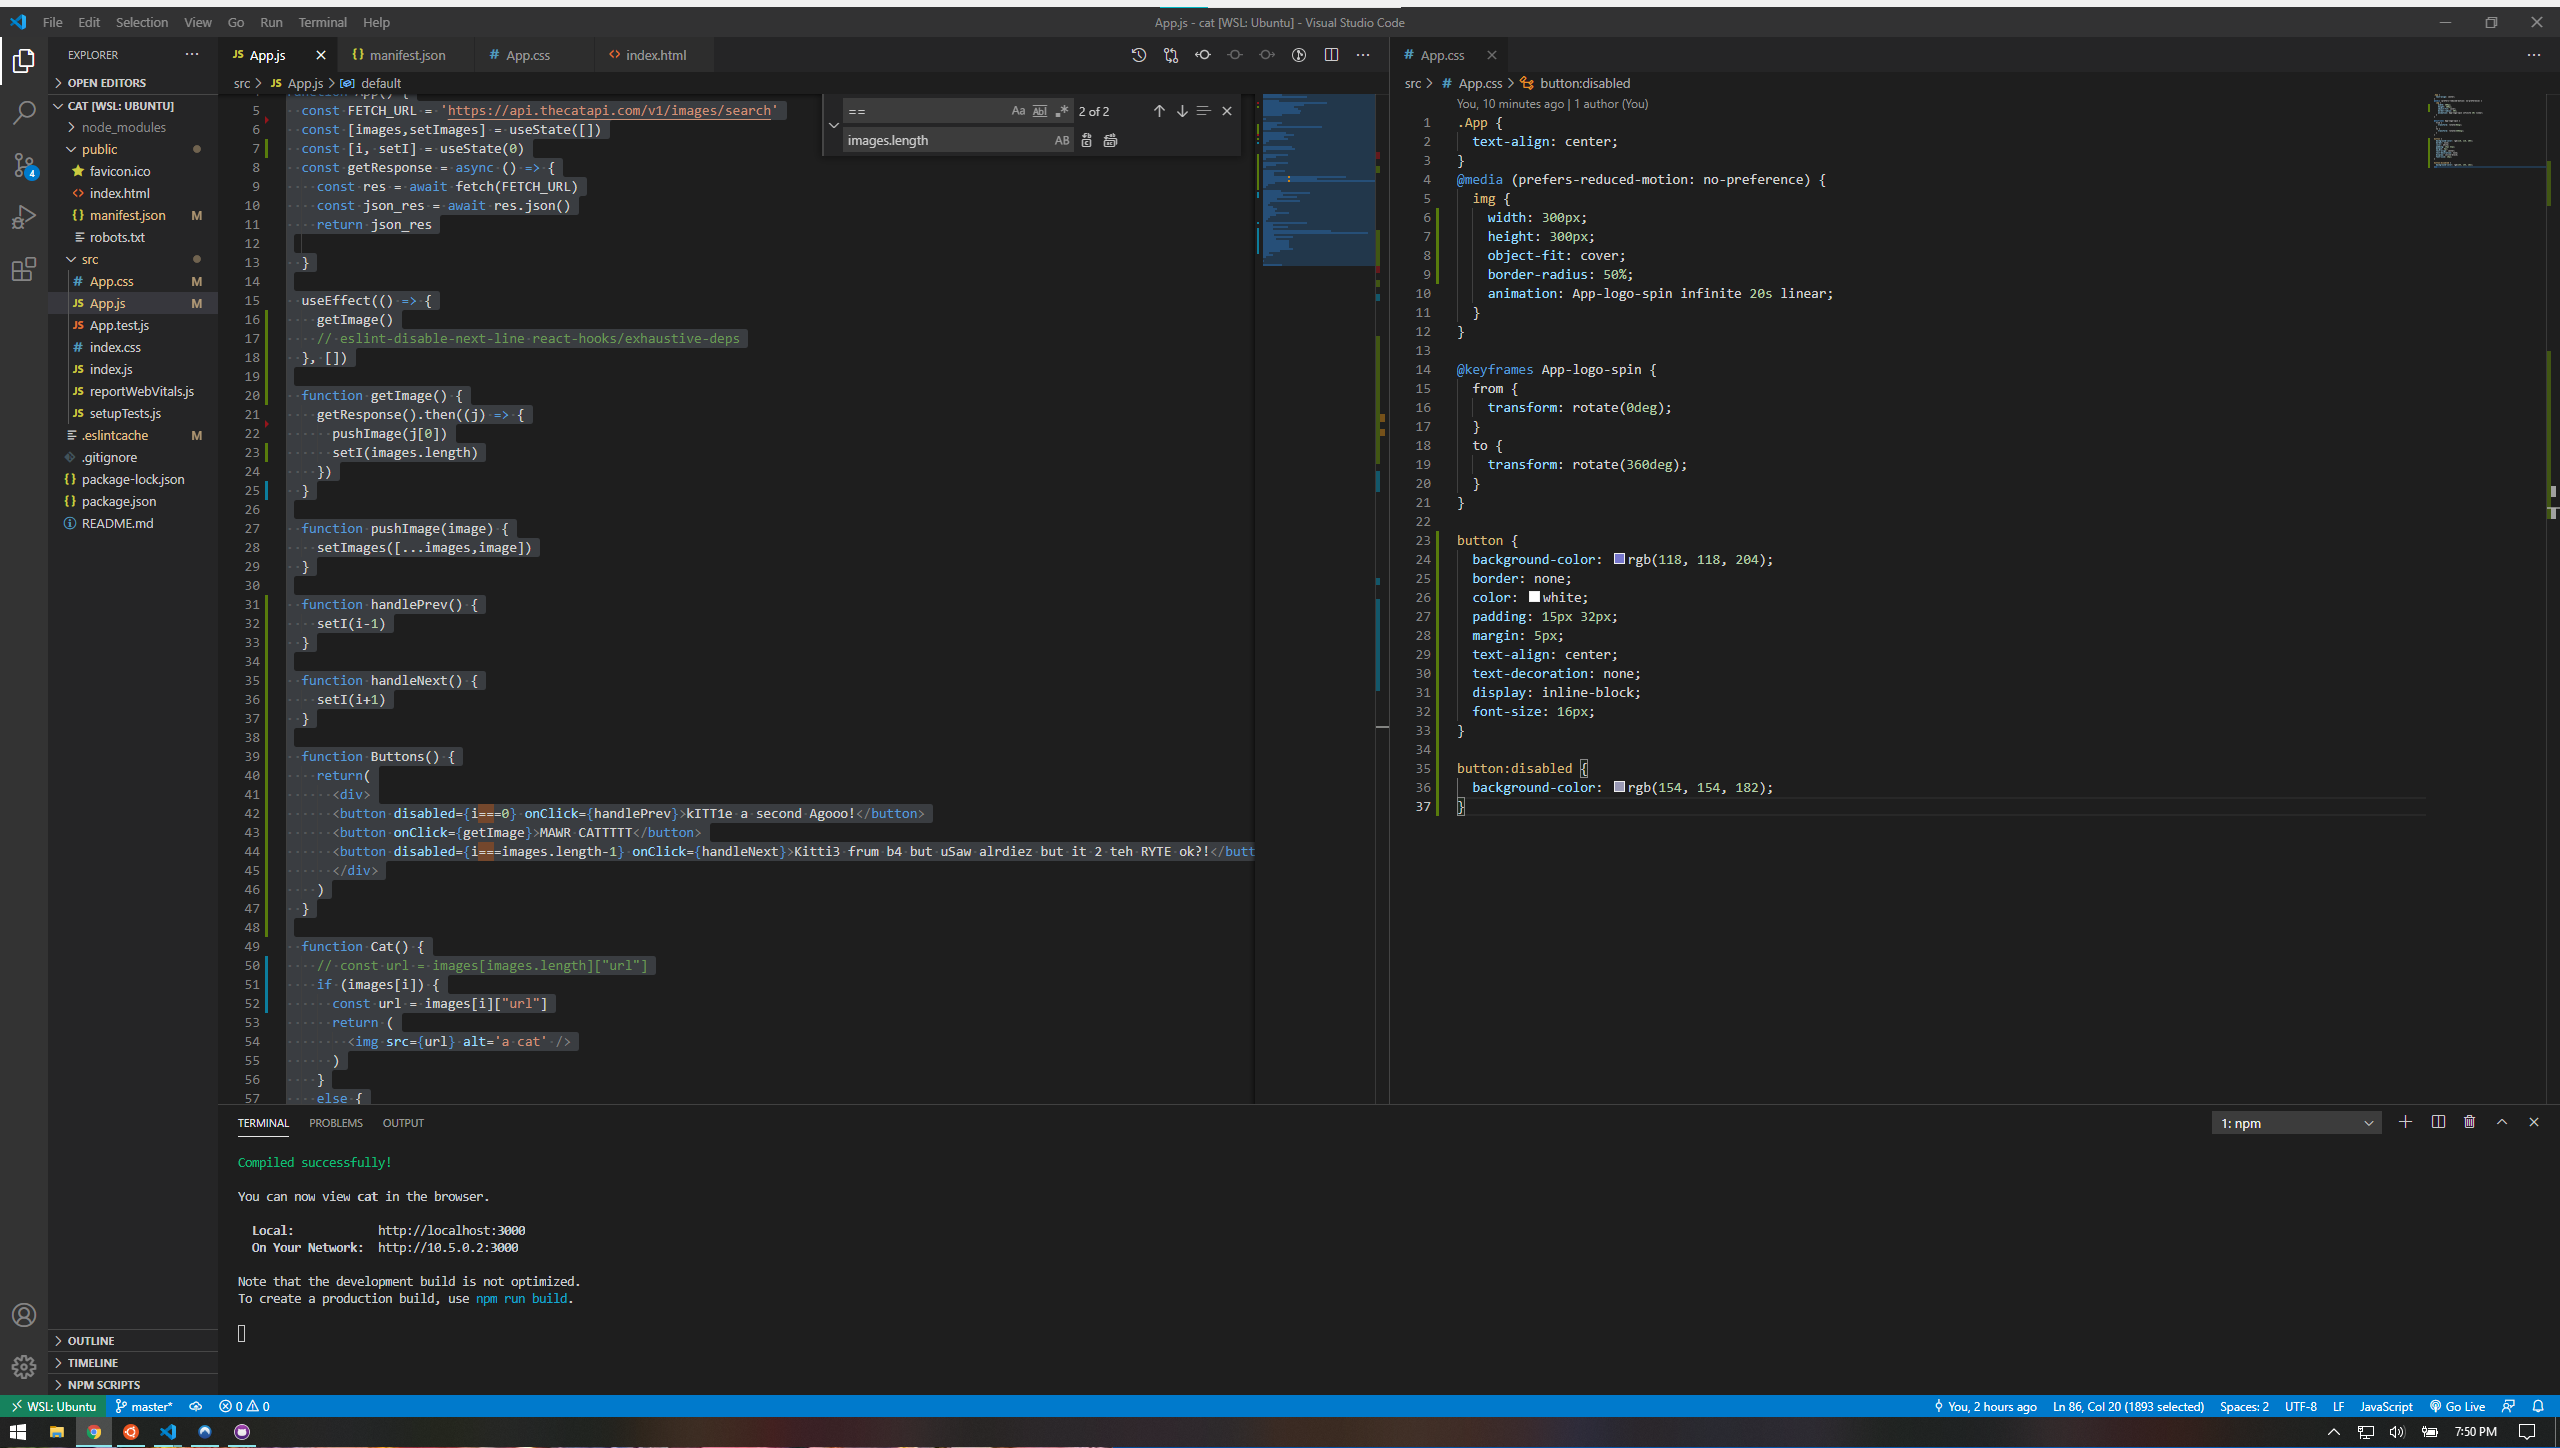 File Edit Selection View Go Run Terminal Help
App.js - cat [WSL: Ubuntu] - Visual Studio Code
EXPLORER
OPEN EDITORS
CAT [WSL: UBUNTU]
node_modules
public
favicon.ico
index.html
manifest.json M
robots.txt
src
App.css M
App.js M
App.test.js
index.css
index.js
reportWebVitals.js
setupTests.js
.eslintcache M
.gitignore
package-lock.json
package.json
README.md
OUTLINE
TIMELINE
NPM SCRIPTS
4
App.js manifest.json App.css index.html
src > App.js > default
==
2 of 2
images.length
5 const FETCH_URL = 'https://api.thecatapi.com/v1/images/search'
6 const [images,setImages] = useState([])
7 const [i, setI] = useState(0)
8 const getResponse = async () => {
9 const res = await fetch(FETCH_URL)
10 const json_res = await res.json()
11 return json_res
12
13 }
14
15 useEffect(() => {
16 getImage()
17 // eslint-disable-next-line react-hooks/exhaustive-deps
18 }, [])
19
20 function getImage() {
21 getResponse().then((j) => {
22 pushImage(j[0])
23 setI(images.length)
24 })
25 }
26
27 function pushImage(image) {
28 setImages([...images,image])
29 }
30
31 function handlePrev() {
32 setI(i-1)
33 }
34
35 function handleNext() {
36 setI(i+1)
37 }
38
39 function Buttons() {
40 return(
41 <div>
42 <button disabled={i===0} onClick={handlePrev}>kITT1e a second Agooo!</button>
43 <button onClick={getImage}>MAWR CATTTTT</button>
44 <button disabled={i===images.length-1} onClick={handleNext}>Kitti3 frum b4 but uSaw alrdiez but it 2 teh RYTE ok?!</butt
45 </div>
46 )
47 }
48
49 function Cat() {
50 // const url = images[images.length]["url"]
51 if (images[i]) {
52 const url = images[i]["url"]
53 return (
54 <img src={url} alt='a cat' />
55 )
56 }
57 else {
App.css
src > App.css > button:disabled
You, 10 minutes ago | 1 author (You)
1 .App {
2 text-align: center;
3 }
4 @media (prefers-reduced-motion: no-preference) {
5 img {
6 width: 300px;
7 height: 300px;
8 object-fit: cover;
9 border-radius: 50%;
10 animation: App-logo-spin infinite 20s linear;
11 }
12 }
13
14 @keyframes App-logo-spin {
15 from {
16 transform: rotate(0deg);
17 }
18 to {
19 transform: rotate(360deg);
20 }
21 }
22
23 button {
24 background-color: rgb(118, 118, 204);
25 border: none;
26 color: white;
27 padding: 15px 32px;
28 margin: 5px;
29 text-align: center;
30 text-decoration: none;
31 display: inline-block;
32 font-size: 16px;
33 }
34
35 button:disabled {
36 background-color: rgb(154, 154, 182);
37 }
TERMINAL PROBLEMS OUTPUT
1: npm
Compiled successfully!
You can now view cat in the browser.
Local: http://localhost:3000
On Your Network: http://10.5.0.2:3000
Note that the development build is not optimized.
To create a production build, use npm run build.
WSL: Ubuntu master* 0 0
You, 2 hours ago Ln 86, Col 20 (1893 selected) Spaces: 2 UTF-8 LF JavaScript Go Live
7:50 PM